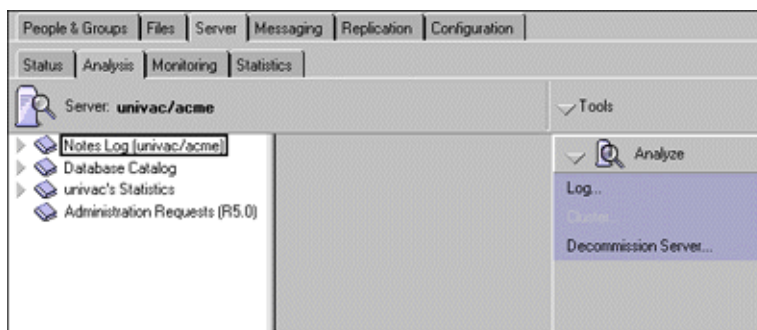 People & Groups Files Server Messaging Replication Configuration
Status Analysis Monitoring Statistics
Server: univac/acme
Tools
Notes Log [univac/acme]
Database Catalog
univac's Statistics
Administration Requests (R5.0)
Analyze
Log...
Cluster...
Decommission Server...